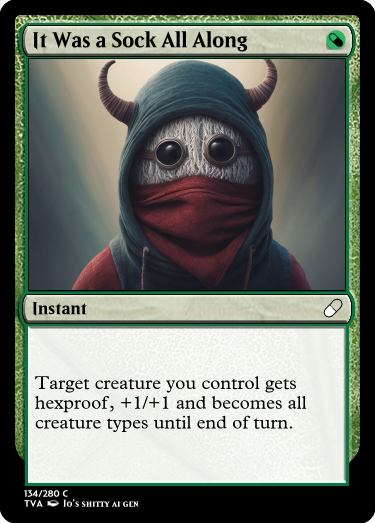 It Was a Sock All Along
Instant
Target creature you control gets
hexproof, +1/+1 and becomes all
creature types until end of turn.
134/280 C
TVA Io's shitty AI gen